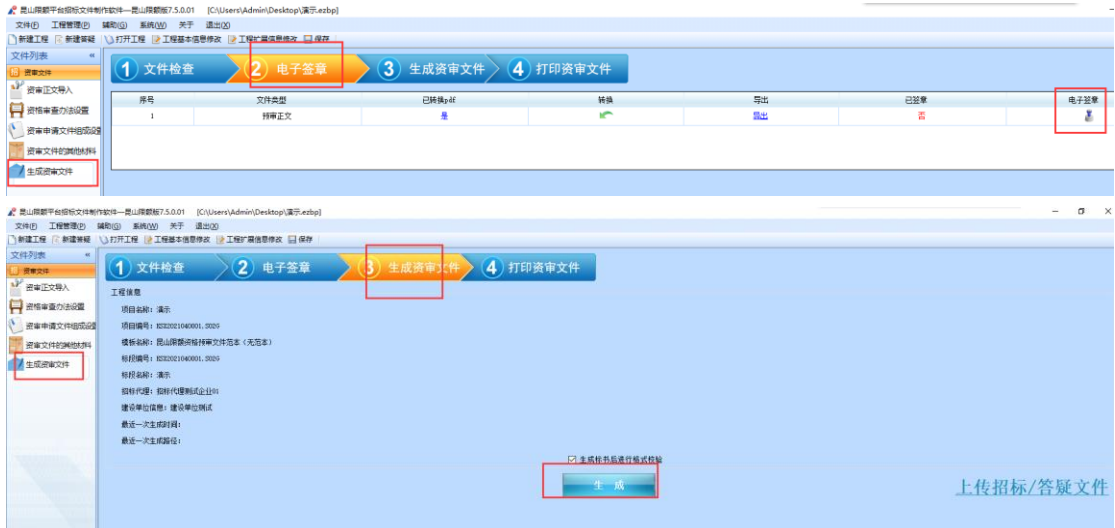 昆山限额平台招标文件制作软件—昆山限额版7.5.0.01 [C:\Users\Admin\Desktop\演示.ezbp]
文件(F) 工程管理(P) 辅助(G) 系统(W) 关于 退出(X)
新建工程 新建答疑 打开工程 工程基本信息修改 工程扩展信息修改 保存
文件列表 «
资审文件
资审正文导入
资格审查办法设置
资审申请文件组成设置
资审文件的其他材料
生成资审文件
1 文件检查 2 电子签章 3 生成资审文件 4 打印资审文件
序号 文件类型 已转换pdf 转换 导出 已签章 电子签章
1 预审正文 是 导出 否
昆山限额平台招标文件制作软件—昆山限额版7.5.0.01 [C:\Users\Admin\Desktop\演示.ezbp]
文件(F) 工程管理(P) 辅助(G) 系统(W) 关于 退出(X)
新建工程 新建答疑 打开工程 工程基本信息修改 工程扩展信息修改 保存
文件列表 «
资审文件
资审正文导入
资格审查办法设置
资审申请文件组成设置
资审文件的其他材料
生成资审文件
1 文件检查 2 电子签章 3 生成资审文件 4 打印资审文件
工程信息
项目名称：演示
项目编号：
模板名称：昆山限额资格预审文件范本（无范本）
标段编号：
标段名称：演示
招标代理：招标代理测试企业01
建设单位信息：建设单位测试
最近一次生成时间：
最近一次生成路径：
生成标书后进行格式校验
生 成
上传招标/答疑文件